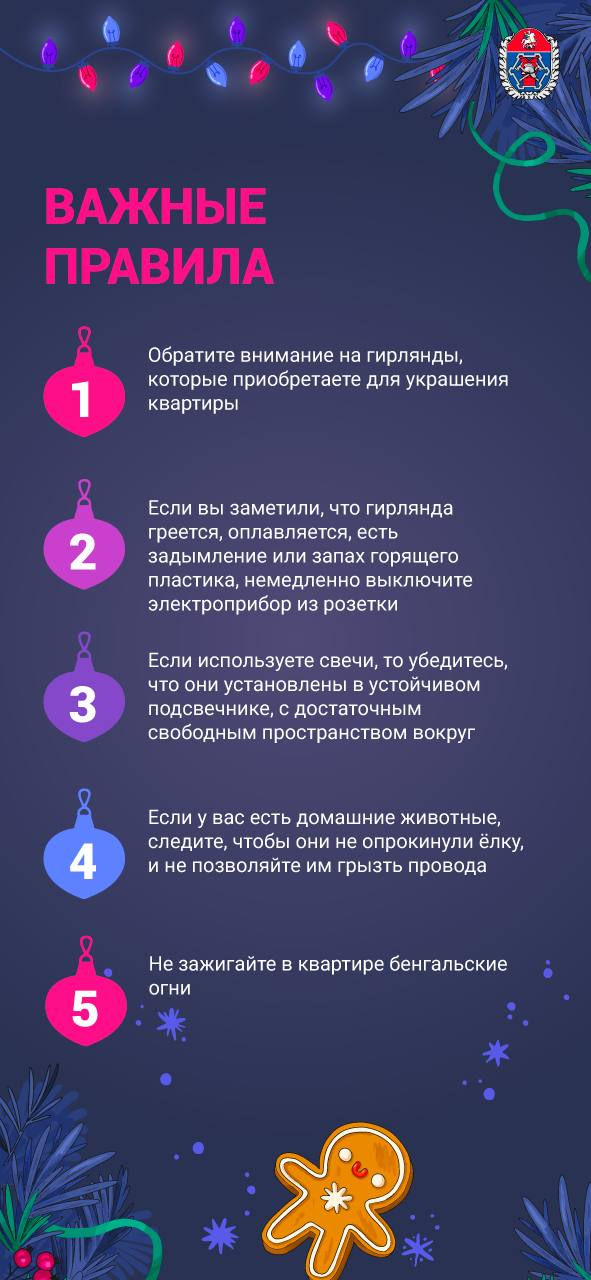 ВАЖНЫЕ
ПРАВИЛА
1
Обратите внимание на гирлянды,
которые приобретаете для украшения
квартиры
2
Если вы заметили, что гирлянда
греется, оплавляется, есть
задымление или запах горящего
пластика, немедленно выключите
электроприбор из розетки
3
Если используете свечи, то убедитесь,
что они установлены в устойчивом
подсвечнике, с достаточным
свободным пространством вокруг
4
Если у вас есть домашние животные,
следите, чтобы они не опрокинули ёлку,
и не позволяйте им грызть провода
5
Не зажигайте в квартире бенгальские
огни